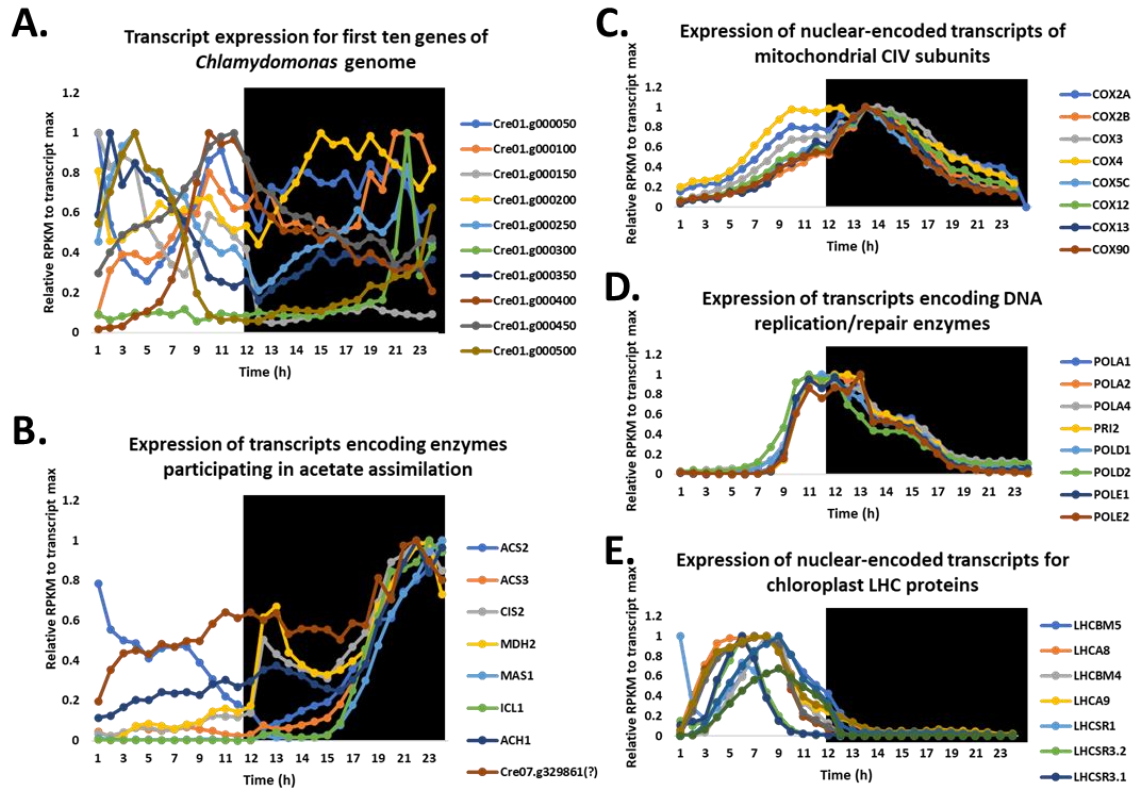 A.
Transcript expression for first ten genes of
Chlamydomonas genome
Relative RPKM to transcript max
1.2
1
0.8
0.6
0.4
0.2
0
1 3 5 7 9 11 13 15 17 19 21 23
Time (h)
Cre01.g000050
Cre01.g000100
Cre01.g000150
Cre01.g000200
Cre01.g000250
Cre01.g000300
Cre01.g000350
Cre01.g000400
Cre01.g000450
Cre01.g000500
B.
Expression of transcripts encoding enzymes
participating in acetate assimilation
Relative RPKM to transcript max
1.2
1
0.8
0.6
0.4
0.2
0
1 3 5 7 9 11 13 15 17 19 21 23
Time (h)
ACS2
ACS3
CIS2
MDH2
MAS1
ICL1
ACH1
Cre07.g329861(?)
C.
Expression of nuclear-encoded transcripts of
mitochondrial CIV subunits
Relative RPKM to transcript max
1.2
1
0.8
0.6
0.4
0.2
0
1 3 5 7 9 11 12 14 16 18 20 22 23
Time (h)
COX2A
COX2B
COX3
COX4
COX5C
COX12
COX13
COX90
D.
Expression of transcripts encoding DNA
replication/repair enzymes
Relative RPKM to transcript max
1.2
1
0.8
0.6
0.4
0.2
0
1 3 5 7 9 11 12 13 15 17 19 21 23
Time (h)
POLA1
POLA2
POLA4
PRI2
POLD1
POLD2
POLE1
POLE2
E.
Expression of nuclear-encoded transcripts for
chloroplast LHC proteins
Relative RPKM to transcript max
1.2
1
0.8
0.6
0.4
0.2
0
1 3 5 7 9 11 12 14 16 18 20 22 23
Time (h)
LHCBM5
LHCA8
LHCBM4
LHCA9
LHCSR1
LHCSR3.2
LHCSR3.1